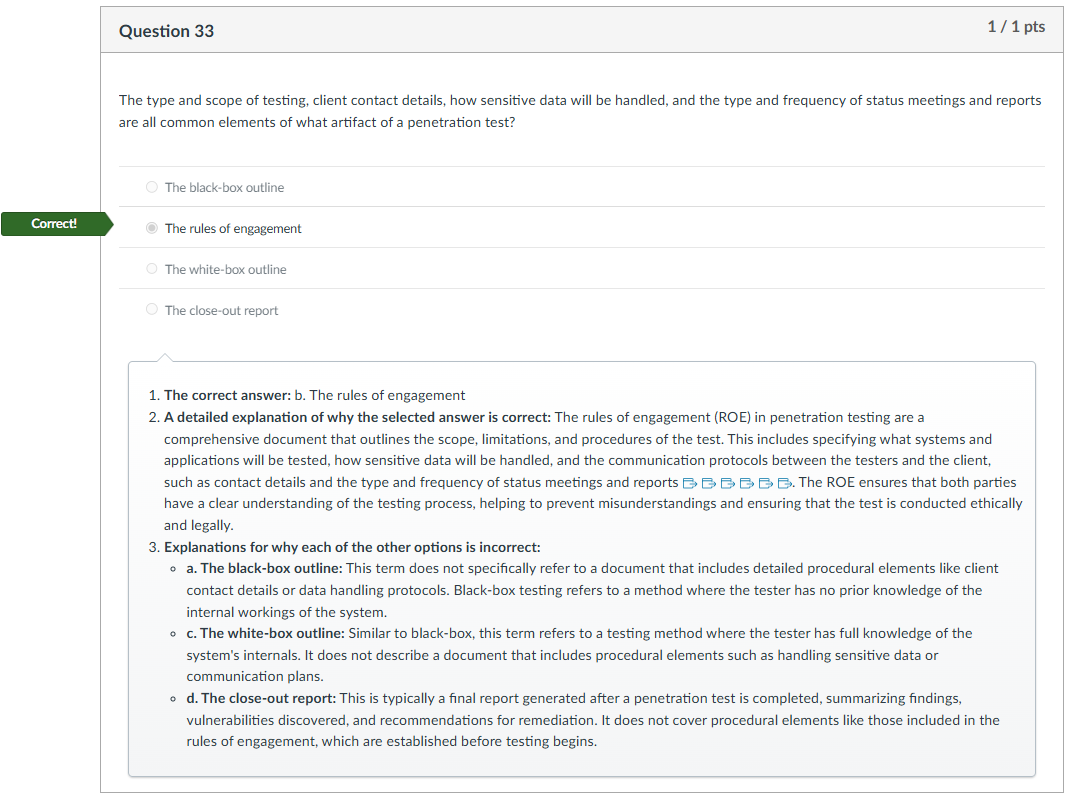 Question 33
1 / 1 pts
The type and scope of testing, client contact details, how sensitive data will be handled, and the type and frequency of status meetings and reports
are all common elements of what artifact of a penetration test?
The black-box outline
Correct!
The rules of engagement
The white-box outline
The close-out report
1. The correct answer: b. The rules of engagement
2. A detailed explanation of why the selected answer is correct: The rules of engagement (ROE) in penetration testing are a
comprehensive document that outlines the scope, limitations, and procedures of the test. This includes specifying what systems and
applications will be tested, how sensitive data will be handled, and the communication protocols between the testers and the client,
such as contact details and the type and frequency of status meetings and reports . The ROE ensures that both parties
have a clear understanding of the testing process, helping to prevent misunderstandings and ensuring that the test is conducted ethically
and legally.
3. Explanations for why each of the other options is incorrect:
a. The black-box outline: This term does not specifically refer to a document that includes detailed procedural elements like client
contact details or data handling protocols. Black-box testing refers to a method where the tester has no prior knowledge of the
internal workings of the system.
c. The white-box outline: Similar to black-box, this term refers to a testing method where the tester has full knowledge of the
system's internals. It does not describe a document that includes procedural elements such as handling sensitive data or
communication plans.
d. The close-out report: This is typically a final report generated after a penetration test is completed, summarizing findings,
vulnerabilities discovered, and recommendations for remediation. It does not cover procedural elements like those included in the
rules of engagement, which are established before testing begins.